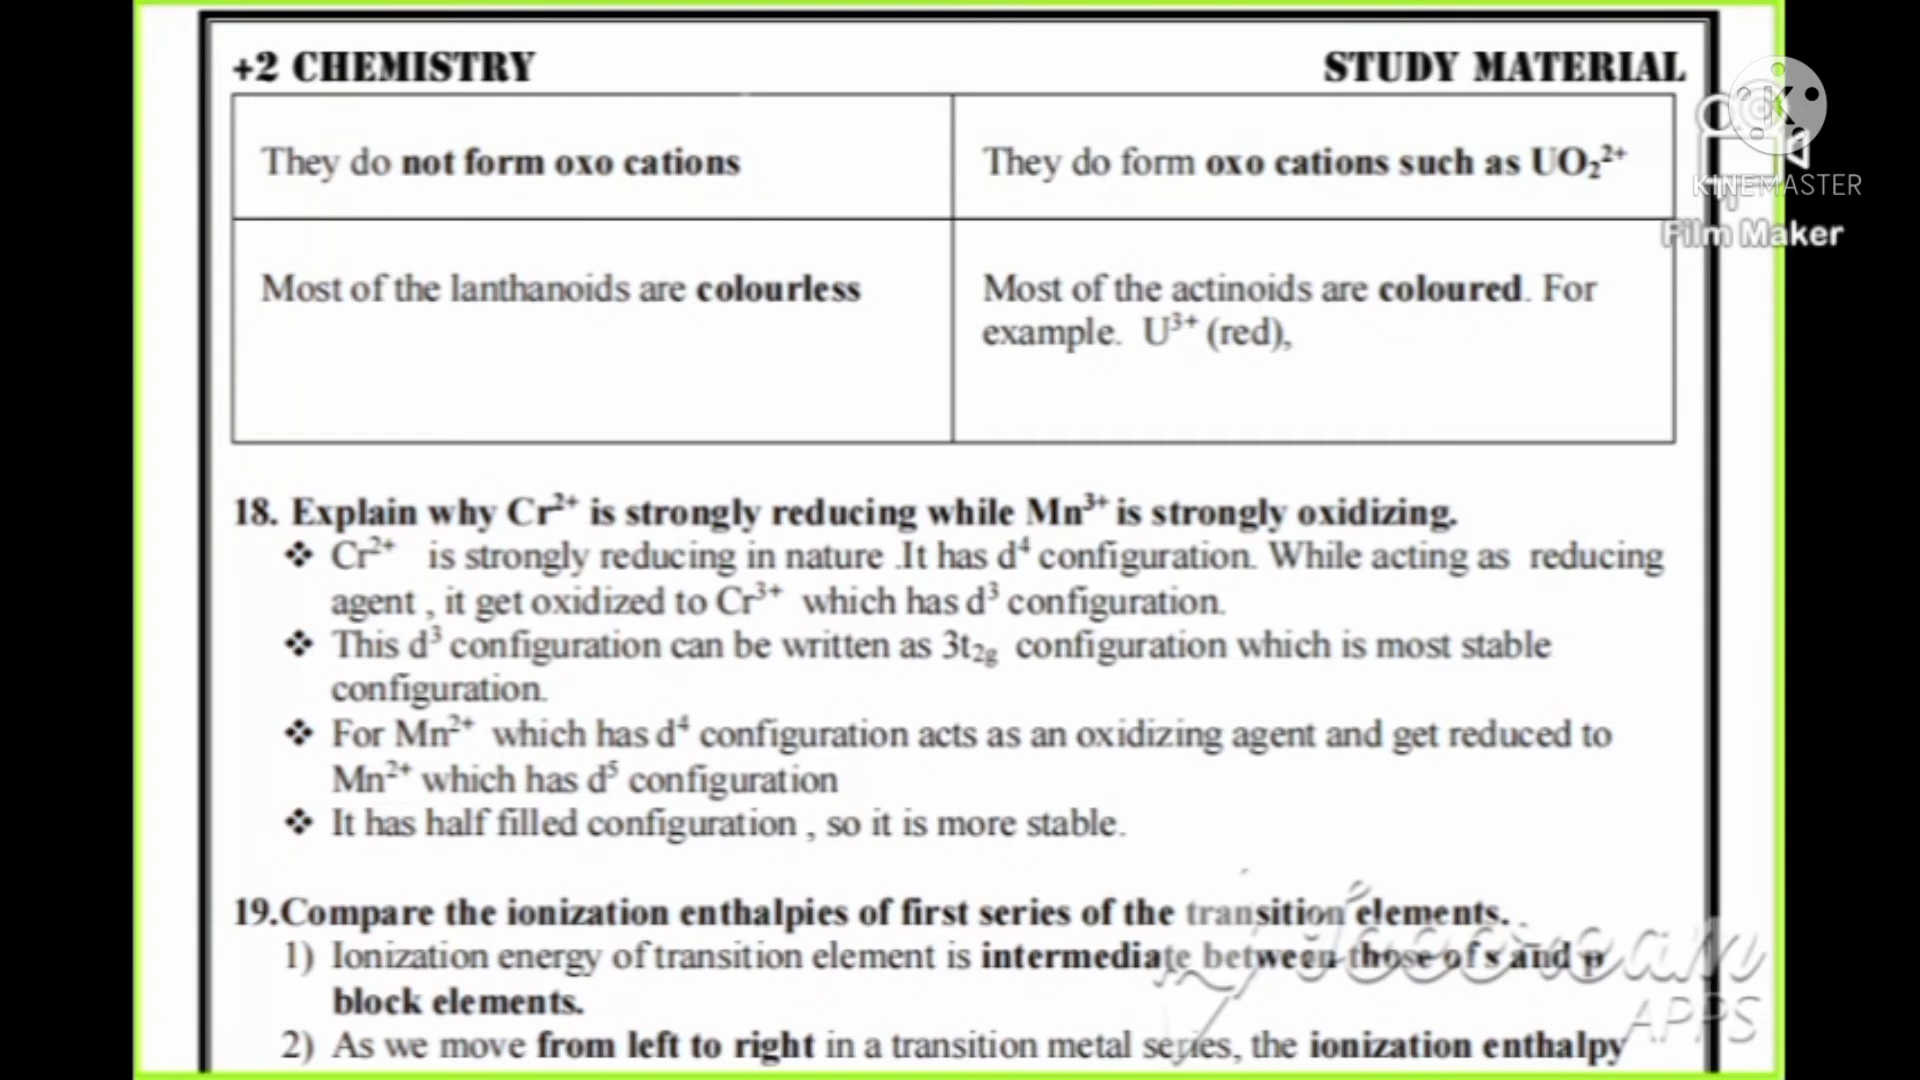 +2 CHEMISTRY STUDY MATERIAL
They do not form oxo cations
They do form oxo cations such as UO₂²⁺
KINEMASTER
Film Maker
Most of the lanthanoids are colourless
Most of the actinoids are coloured. For
example. U³⁺ (red),
18. Explain why Cr²⁺ is strongly reducing while Mn³⁺ is strongly oxidizing.
❖ Cr²⁺ is strongly reducing in nature .It has d⁴ configuration. While acting as reducing
agent , it get oxidized to Cr³⁺ which has d³ configuration.
❖ This d³ configuration can be written as 3t₂g configuration which is most stable
configuration.
❖ For Mn²⁺ which has d⁴ configuration acts as an oxidizing agent and get reduced to
Mn²⁺ which has d⁵ configuration
❖ It has half filled configuration , so it is more stable.
19.Compare the ionization enthalpies of first series of the transition elements.
1) Ionization energy of transition element is intermediate between those of s and p
block elements.
2) As we move from left to right in a transition metal series, the ionization enthalpy
APPS